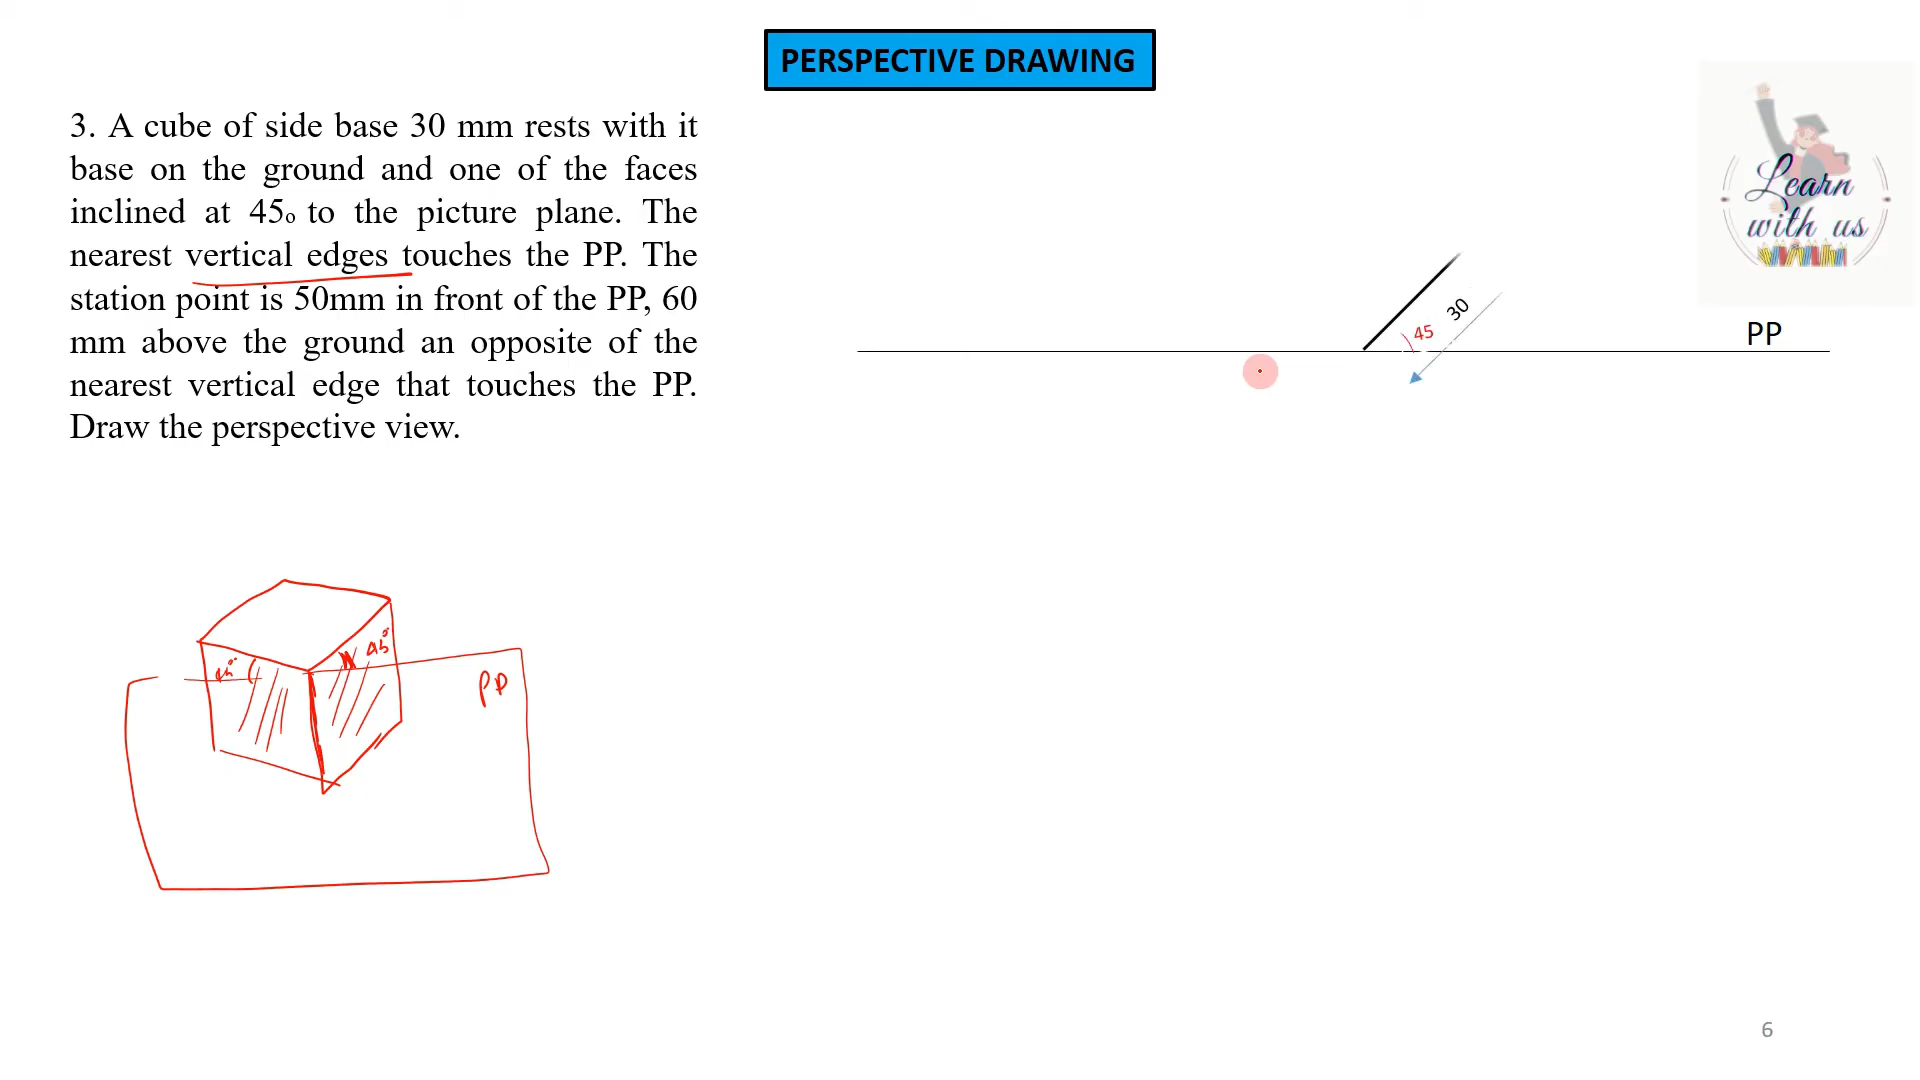 PERSPECTIVE DRAWING
3. A cube of side base 30 mm rests with it
base on the ground and one of the faces
inclined at 45o to the picture plane. The
nearest vertical edges touches the PP. The
station point is 50mm in front of the PP, 60
mm above the ground an opposite of the
nearest vertical edge that touches the PP.
Draw the perspective view.
Learn
with us
30
45
PP
45°
45°
PP
6